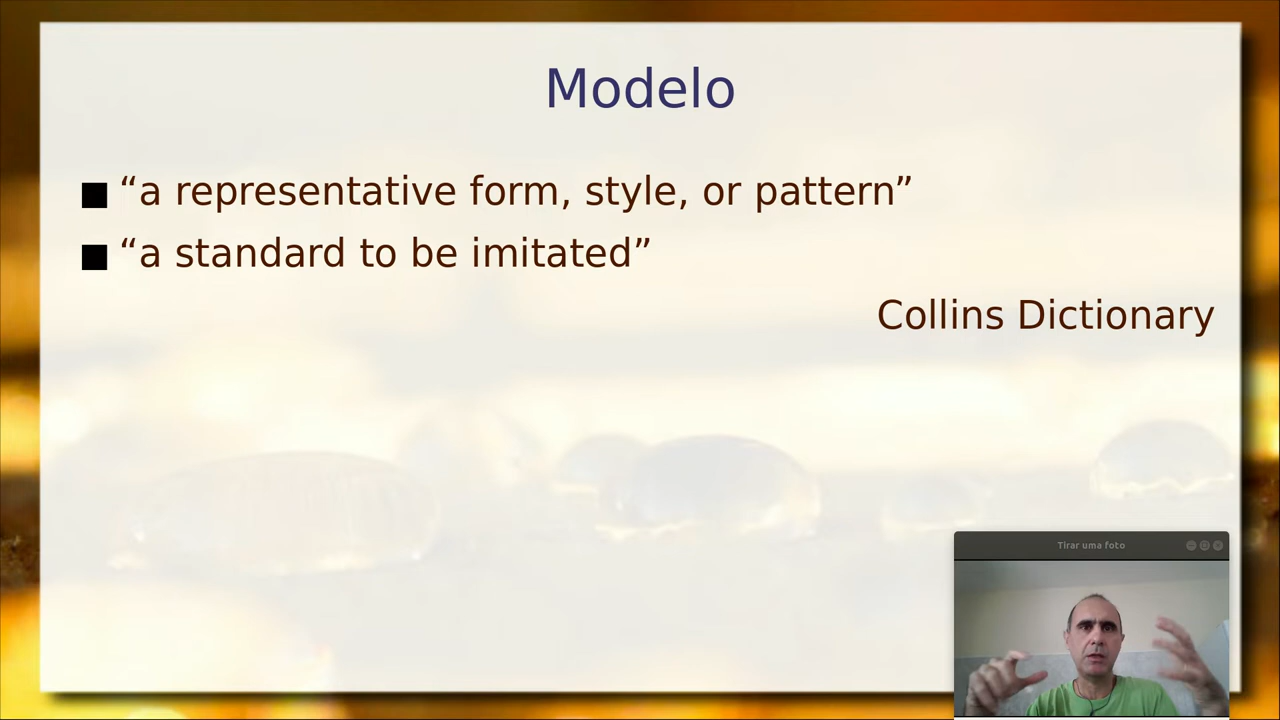 Modelo
“a representative form, style, or pattern”
“a standard to be imitated”
Collins Dictionary
Tirar uma foto